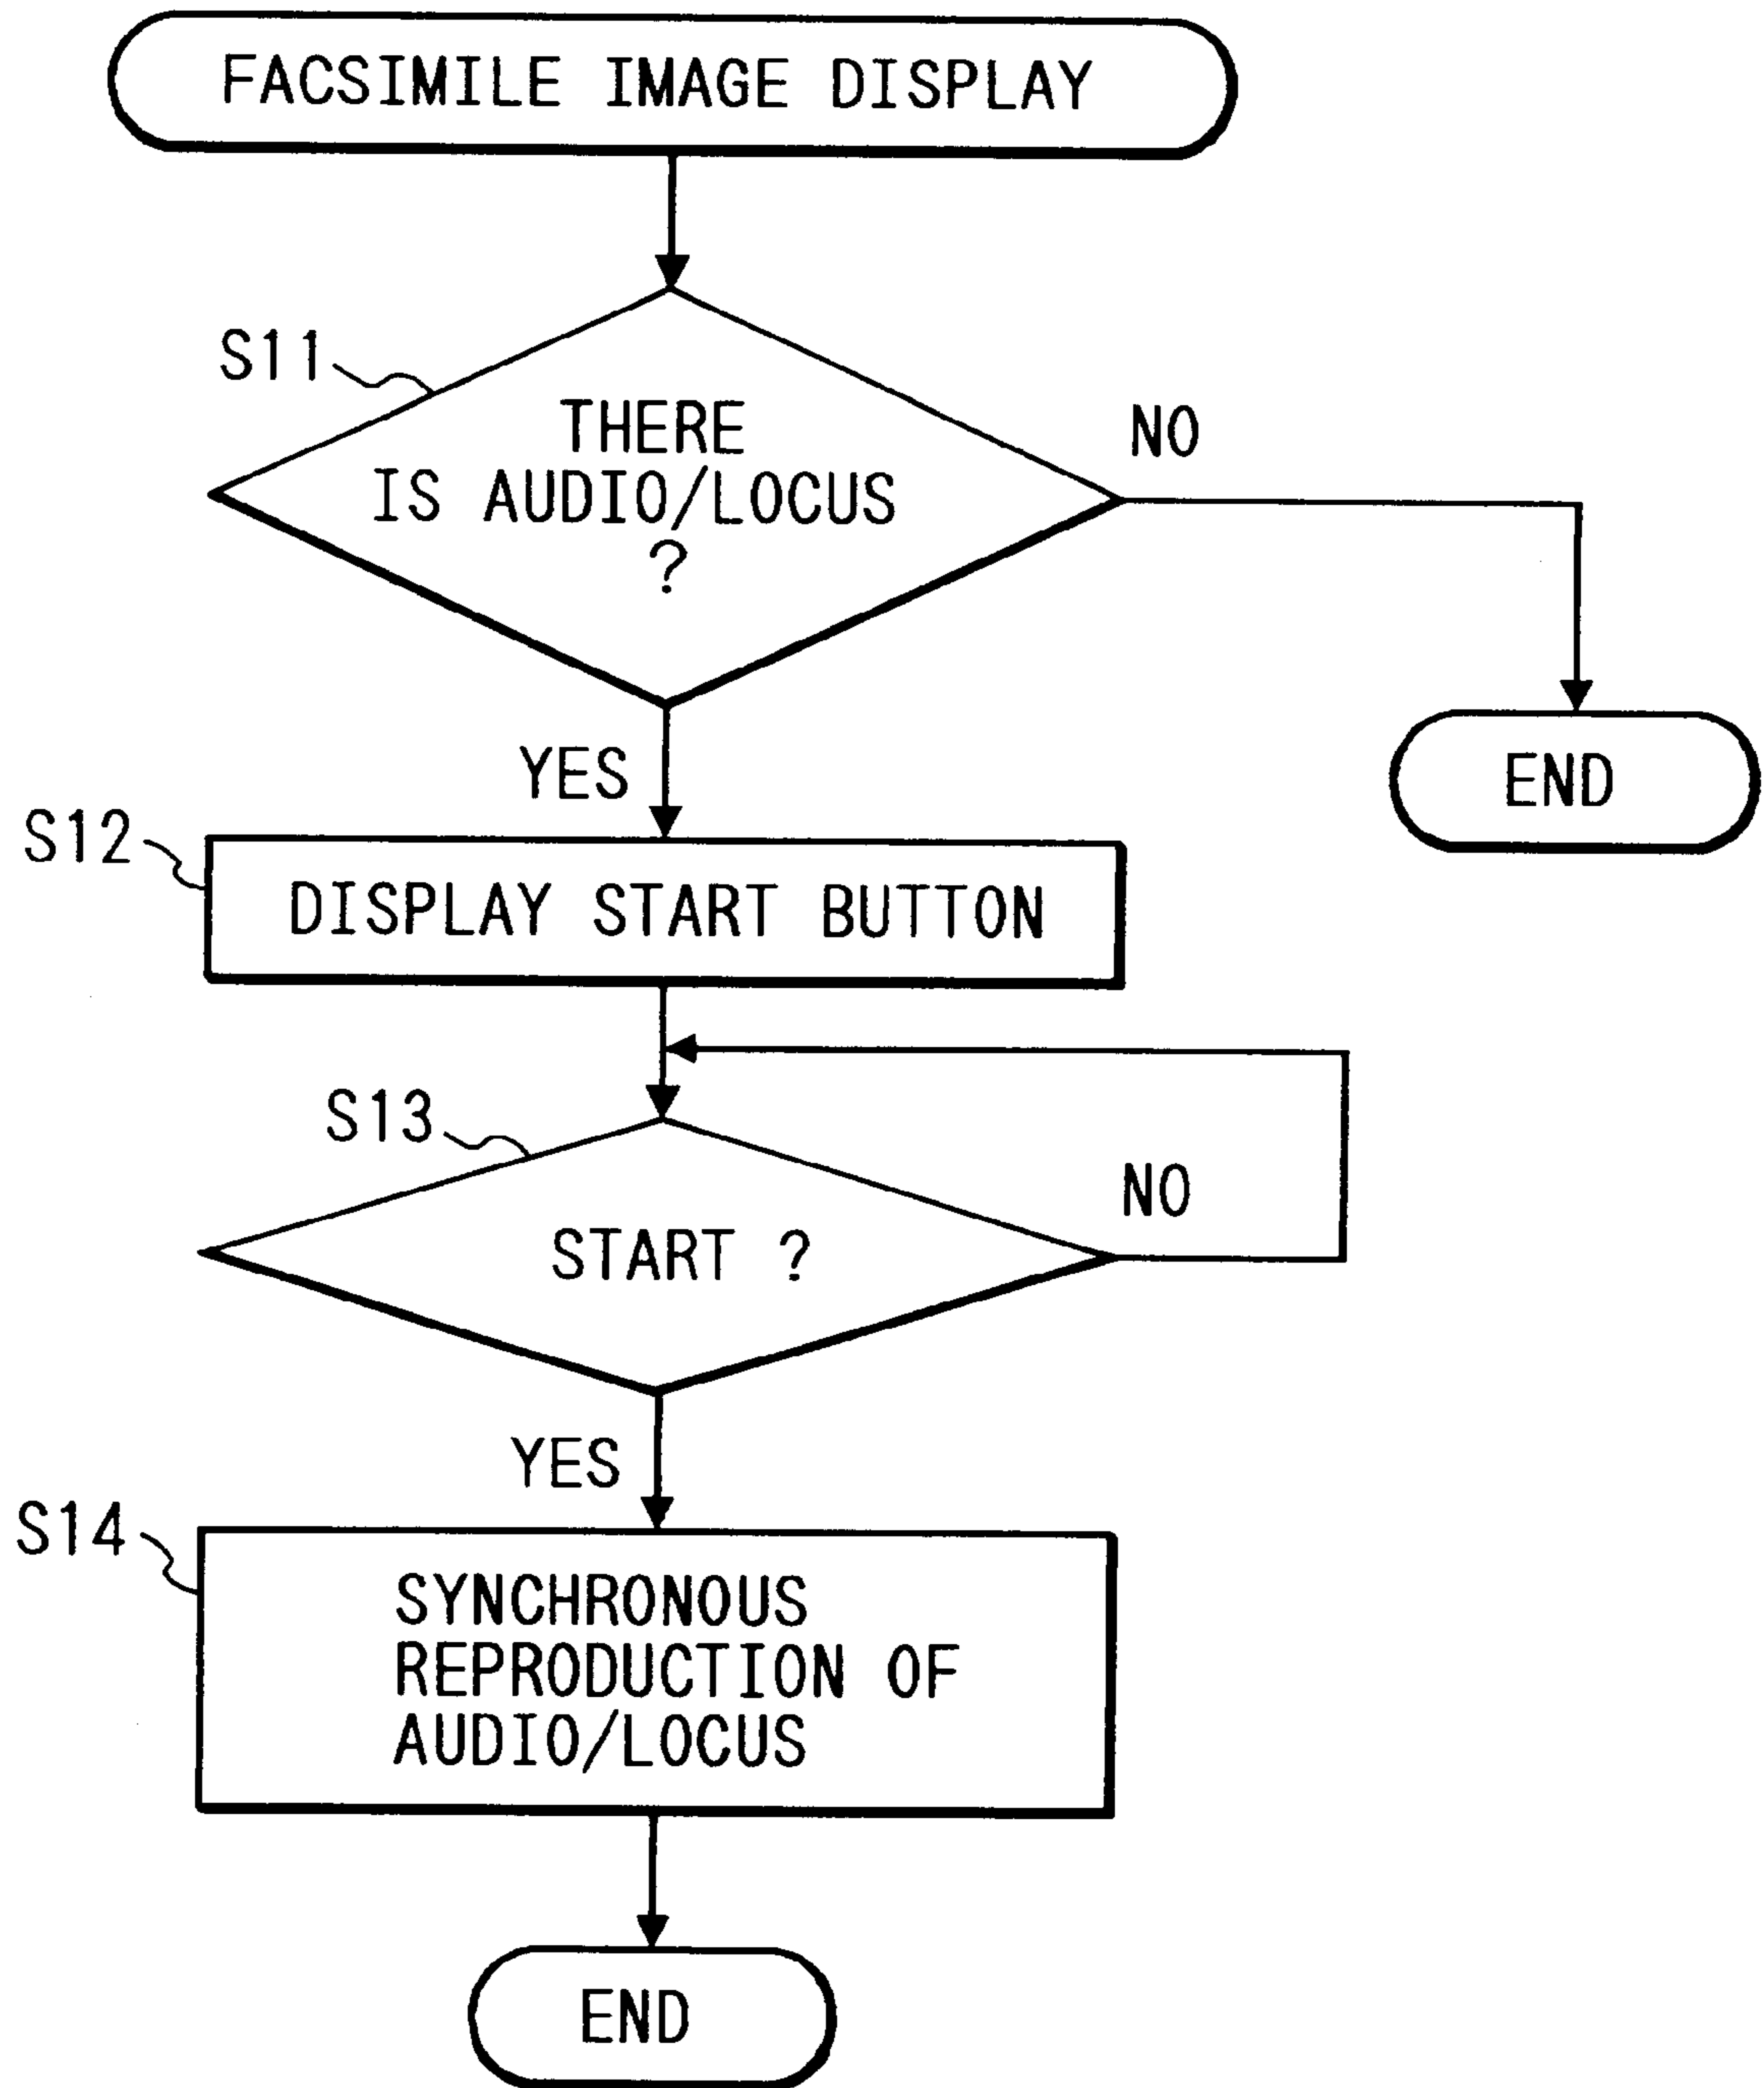 FACSIMILE IMAGE DISPLAY
S11
THERE
IS AUDIO/LOCUS
?
NO
END
YES
S12
DISPLAY START BUTTON
S13
START ?
NO
YES
S14
SYNCHRONOUS
REPRODUCTION OF
AUDIO/LOCUS
END